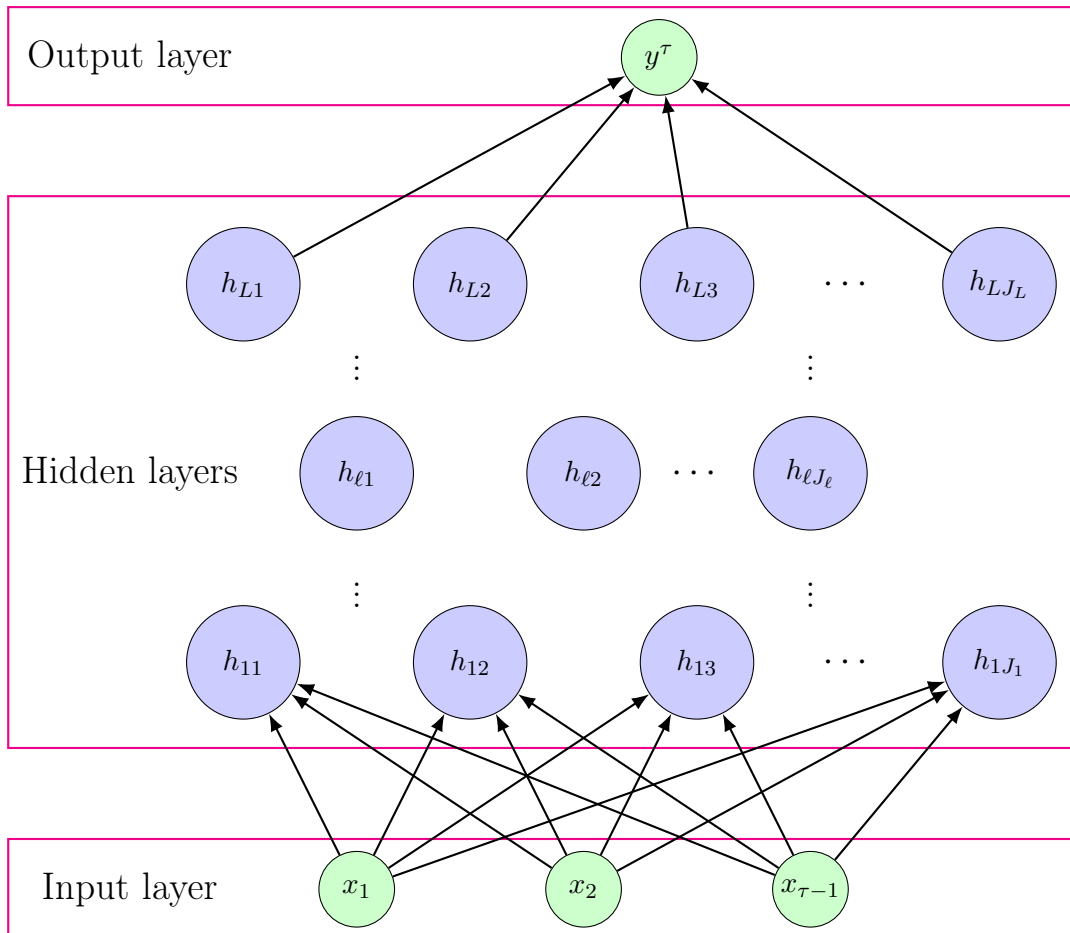 Output layer
y^τ
h_{L1} h_{L2} h_{L3} ··· h_{LJ_L}
⋮ ⋮
Hidden layers
h_{ℓ1} h_{ℓ2} ··· h_{ℓJ_ℓ}
⋮ ⋮
h_{11} h_{12} h_{13} ··· h_{1J_1}
Input layer
x_1 x_2 x_{τ−1}